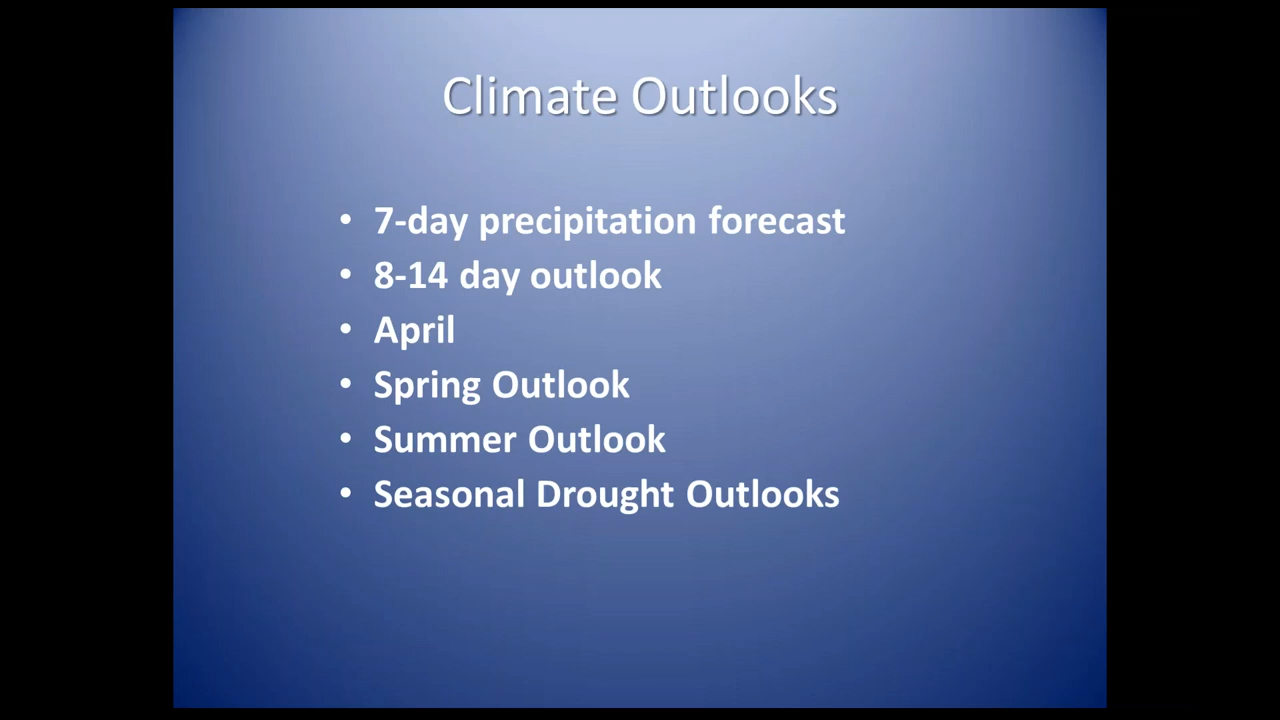 Climate Outlooks
• 7-day precipitation forecast
• 8-14 day outlook
• April
• Spring Outlook
• Summer Outlook
• Seasonal Drought Outlooks